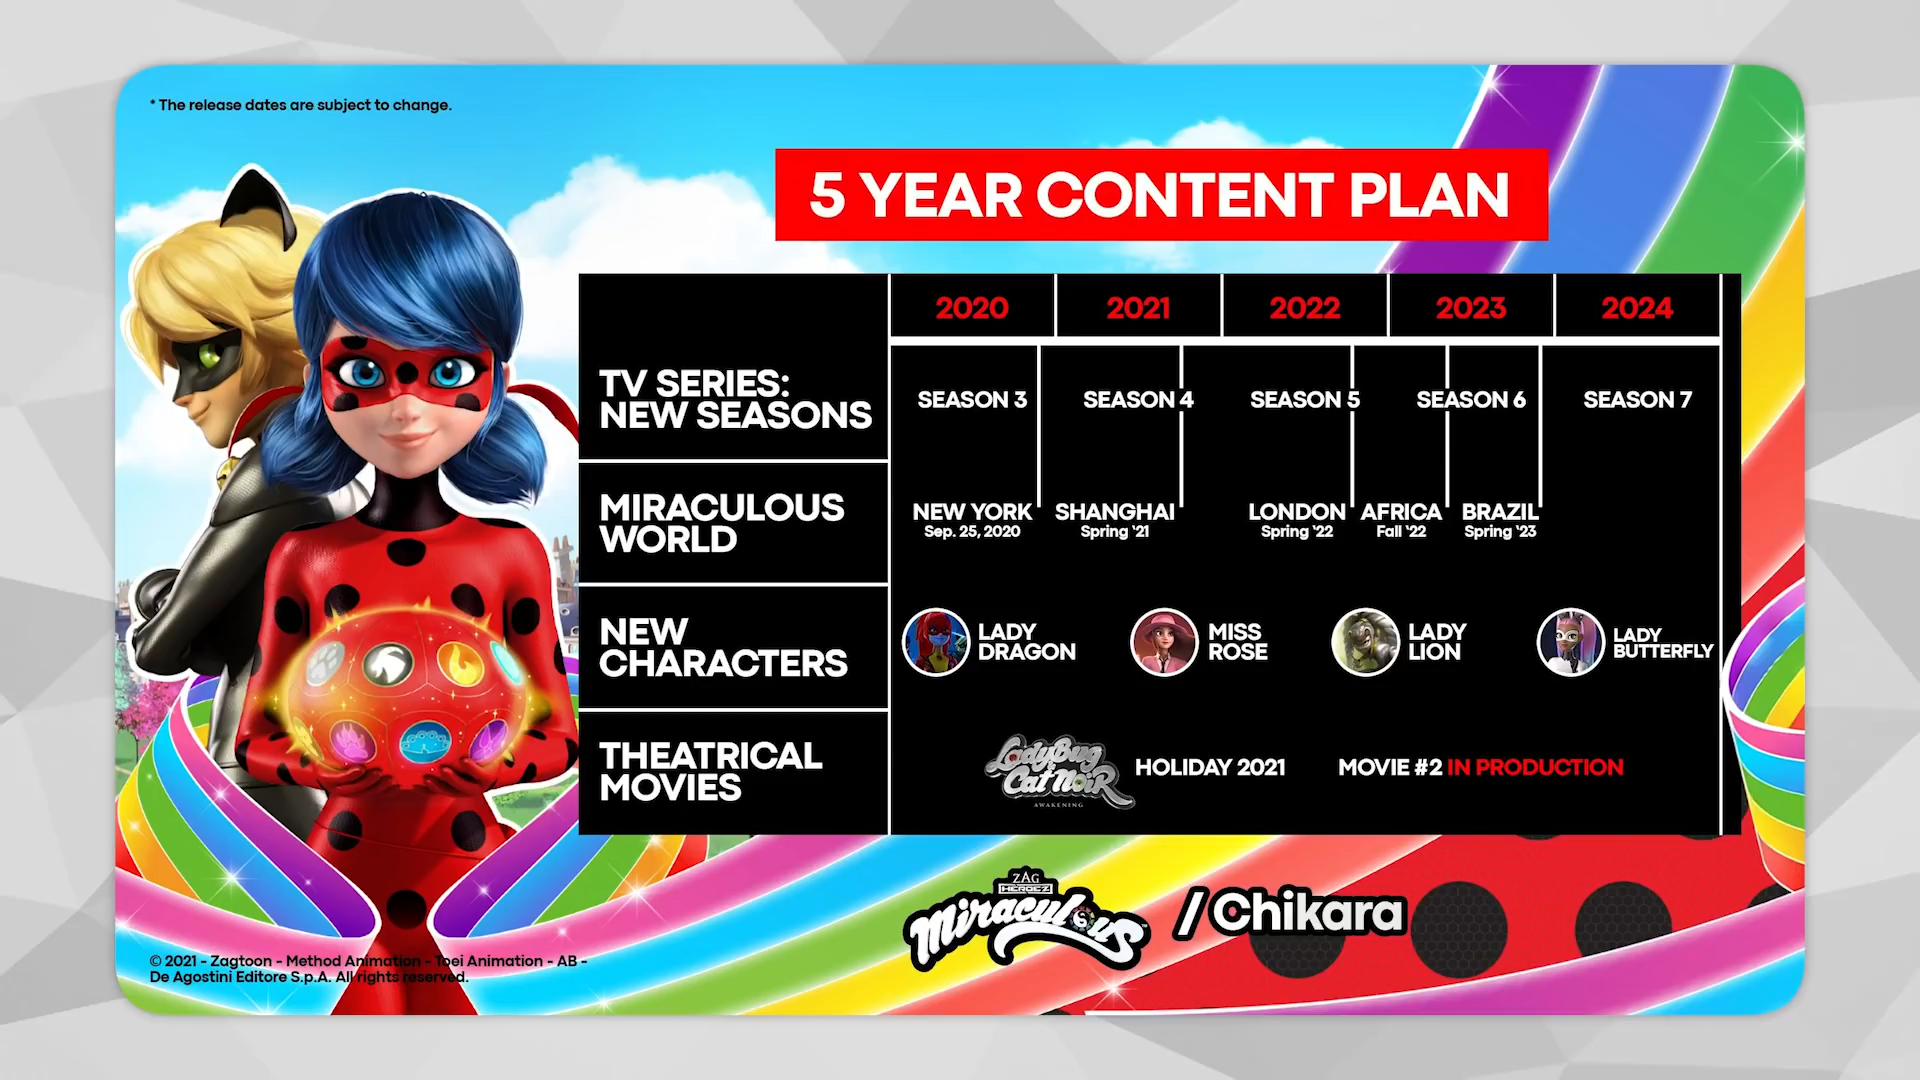 * The release dates are subject to change.
5 YEAR CONTENT PLAN
2020 2021 2022 2023 2024
TV SERIES:
NEW SEASONS
SEASON 3 SEASON 4 SEASON 5 SEASON 6 SEASON 7
MIRACULOUS
WORLD
NEW YORK SHANGHAI LONDON AFRICA BRAZIL
Sep. 25, 2020 Spring '21 Spring '22 Fall '22 Spring '23
NEW
CHARACTERS
LADY
DRAGON
MISS
ROSE
LADY
LION
LADY
BUTTERFLY
THEATRICAL
MOVIES
LadyBug
Cat Noir
AWAKENING
HOLIDAY 2021 MOVIE #2 IN PRODUCTION
ZAG
HEROEZ
Miraculous
/ Chikara
© 2021 - Zagtoon - Method Animation - Toei Animation - AB -
De Agostini Editore S.p.A. All rights reserved.